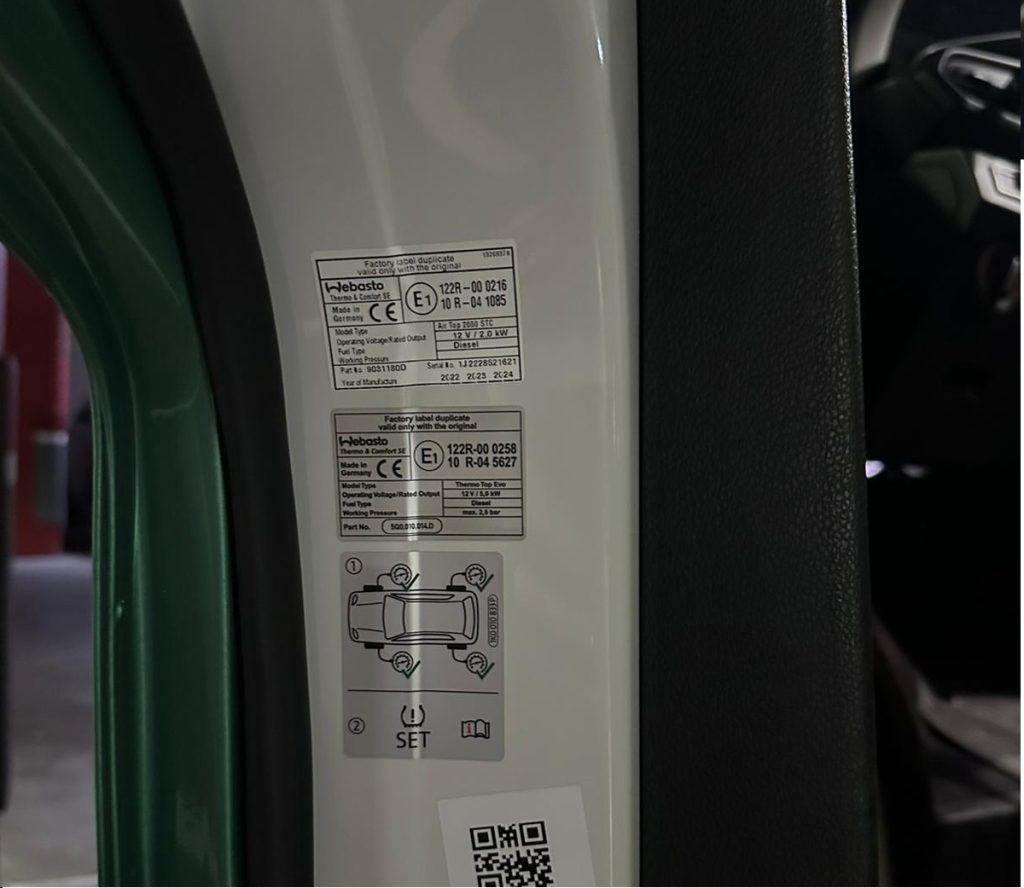 Factory label duplicate
valid only with the original
1326937A
Webasto
Thermo & Comfort SE
Made in
Germany
CE
E1
122R-00 0216
10 R-04 1085
Model Type
Air Top 2000 STC
Operating Voltage/Rated Output
12 V / 2,0 kW
Fuel Type
Diesel
Working Pressure
Part No. 9031180D
Serial No. 1J2228521621
Year of Manufacture
2022 2023 2024
Factory label duplicate
valid only with the original
Webasto
Thermo & Comfort SE
Made in
Germany
CE
E1
122R-00 0258
10 R-04 5627
Model Type
Thermo Top Evo
Operating Voltage/Rated Output
12 V / 5,0 kW
Fuel Type
Diesel
Working Pressure
max. 2,5 bar
Part No.
5Q0.010.014.D
1
1K0 010 833 P
2
SET